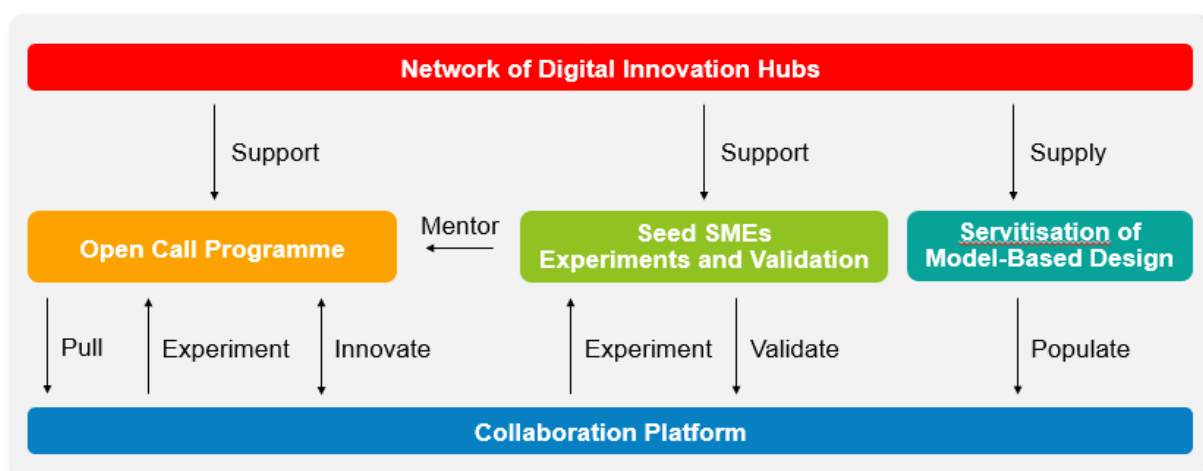 Network of Digital Innovation Hubs
Support
Support
Supply
Open Call Programme
Mentor
Seed SMEs
Experiments and Validation
Servitisation of
Model-Based Design
Pull
Experiment
Innovate
Experiment
Validate
Populate
Collaboration Platform